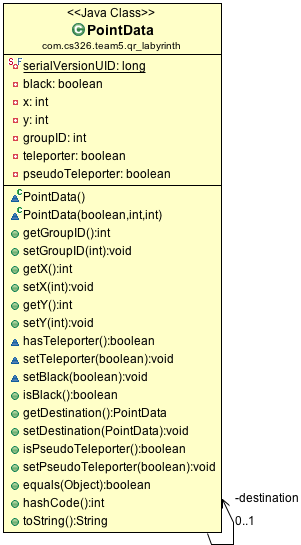 <<Java Class>>
PointData
com.cs326.team5.qr_labyrinth
serialVersionUID: long
black: boolean
x: int
y: int
groupID: int
teleporter: boolean
pseudoTeleporter: boolean
PointData()
PointData(boolean,int,int)
getGroupID():int
setGroupID(int):void
getX():int
setX(int):void
getY():int
setY(int):void
hasTeleporter():boolean
setTeleporter(boolean):void
setBlack(boolean):void
isBlack():boolean
getDestination():PointData
setDestination(PointData):void
isPseudoTeleporter():boolean
setPseudoTeleporter(boolean):void
equals(Object):boolean
hashCode():int
toString():String
-destination
0..1